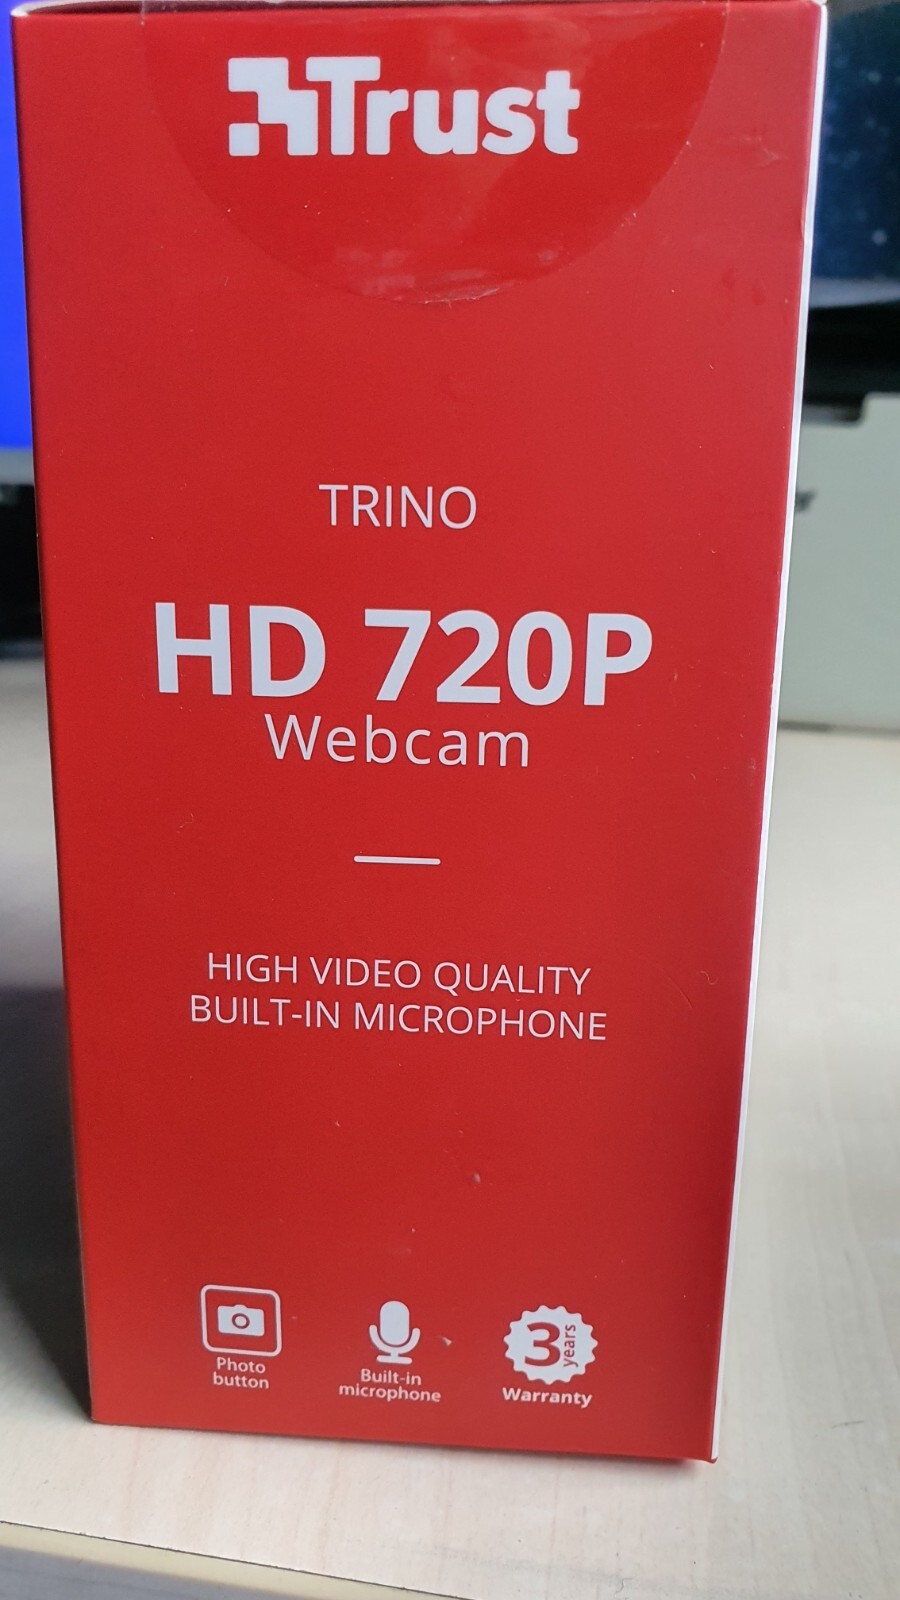 Trust
TRINO
HD 720P
Webcam
HIGH VIDEO QUALITY
BUILT-IN MICROPHONE
Photo
button
Built-in
microphone
3 years
Warranty